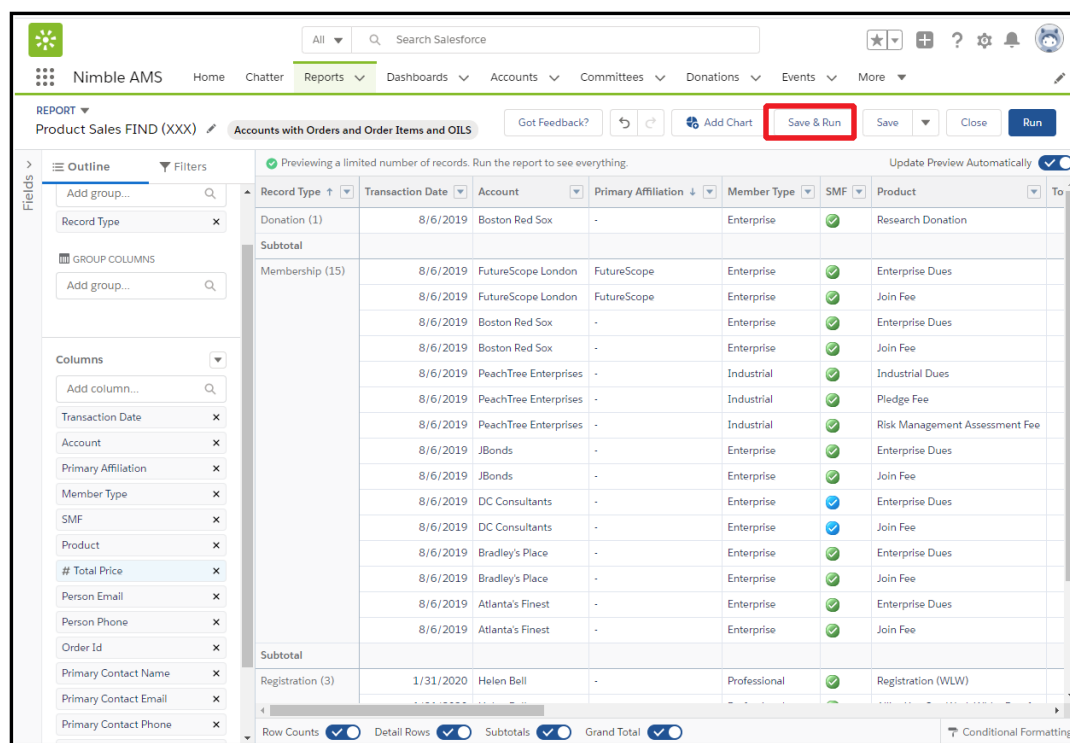 All
Search Salesforce
Nimble AMS Home Chatter Reports Dashboards Accounts Committees Donations Events More
REPORT
Product Sales FIND (XXX) Accounts with Orders and Order Items and OILS
Got Feedback? Add Chart Save & Run Save Close Run
Fields
Outline Filters
Previewing a limited number of records. Run the report to see everything. Update Preview Automatically
Add group...
Record Type
GROUP COLUMNS
Add group...
Columns
Add column...
Transaction Date
Account
Primary Affiliation
Member Type
SMF
Product
# Total Price
Person Email
Person Phone
Order Id
Primary Contact Name
Primary Contact Email
Primary Contact Phone
Record Type ↑ Transaction Date Account Primary Affiliation ↓ Member Type SMF Product To
Donation (1) 8/6/2019 Boston Red Sox - Enterprise Research Donation
Subtotal
Membership (15) 8/6/2019 FutureScope London FutureScope Enterprise Enterprise Dues
8/6/2019 FutureScope London FutureScope Enterprise Join Fee
8/6/2019 Boston Red Sox - Enterprise Enterprise Dues
8/6/2019 Boston Red Sox - Enterprise Join Fee
8/6/2019 PeachTree Enterprises - Industrial Industrial Dues
8/6/2019 PeachTree Enterprises - Industrial Pledge Fee
8/6/2019 PeachTree Enterprises - Industrial Risk Management Assessment Fee
8/6/2019 JBonds - Enterprise Enterprise Dues
8/6/2019 JBonds - Enterprise Join Fee
8/6/2019 DC Consultants - Enterprise Enterprise Dues
8/6/2019 DC Consultants - Enterprise Join Fee
8/6/2019 Bradley's Place - Enterprise Enterprise Dues
8/6/2019 Bradley's Place - Enterprise Join Fee
8/6/2019 Atlanta's Finest - Enterprise Enterprise Dues
8/6/2019 Atlanta's Finest - Enterprise Join Fee
Subtotal
Registration (3) 1/31/2020 Helen Bell - Professional Registration (WLW)
Row Counts Detail Rows Subtotals Grand Total Conditional Formatting